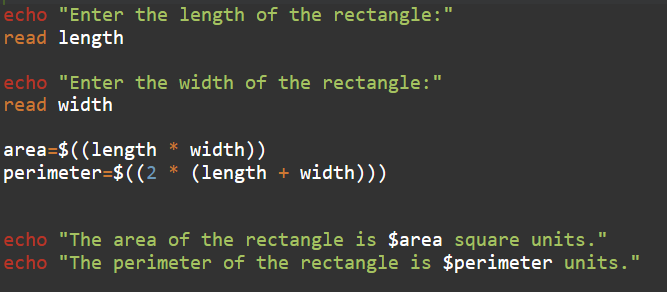 echo "Enter the length of the rectangle:"
read length
echo "Enter the width of the rectangle:"
read width
area=$((length * width))
perimeter=$((2 * (length + width)))
echo "The area of the rectangle is $area square units."
echo "The perimeter of the rectangle is $perimeter units."